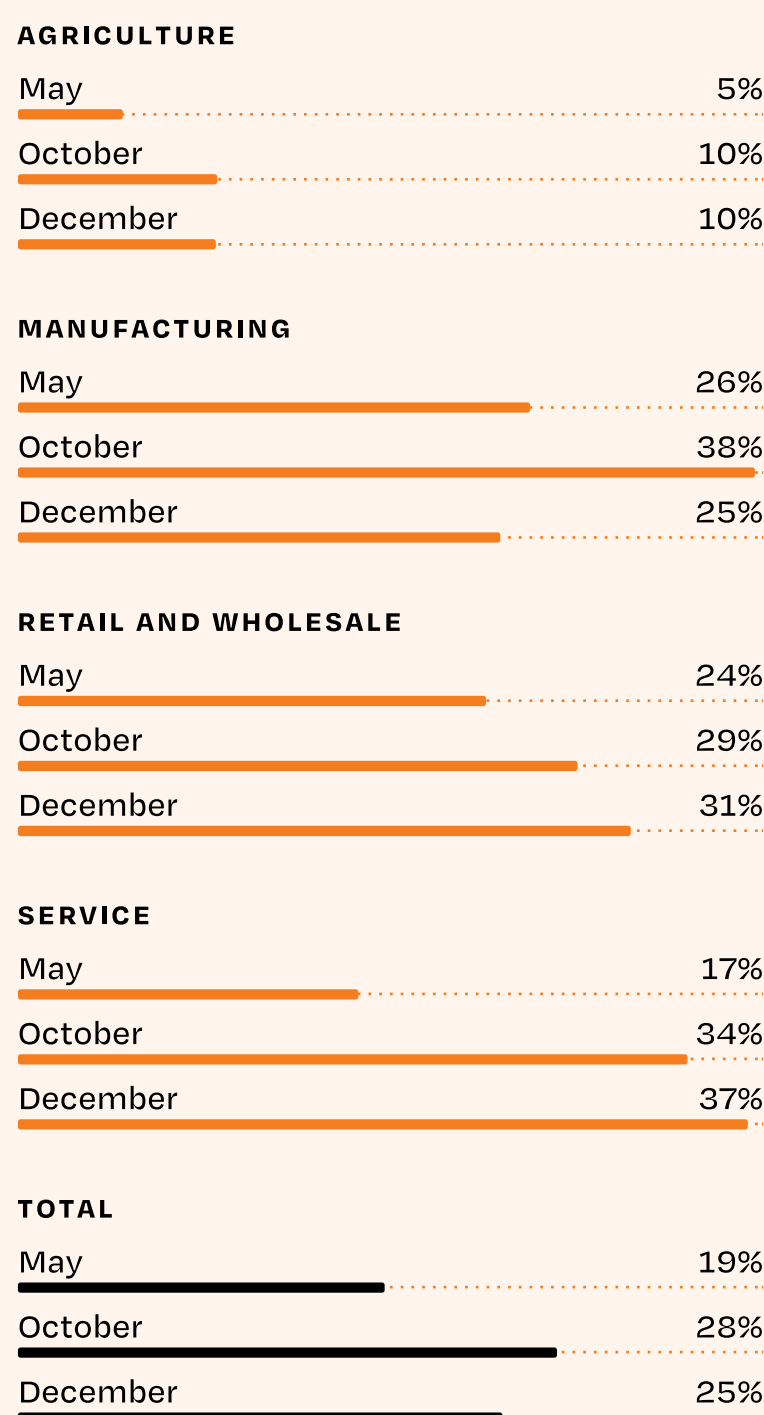 AGRICULTURE
May 5%
October 10%
December 10%
MANUFACTURING
May 26%
October 38%
December 25%
RETAIL AND WHOLESALE
May 24%
October 29%
December 31%
SERVICE
May 17%
October 34%
December 37%
TOTAL
May 19%
October 28%
December 25%